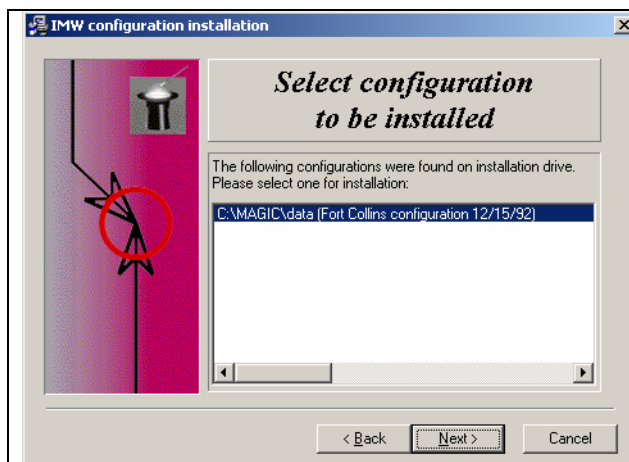 IMW configuration installation
Select configuration
to be installed
The following configurations were found on installation drive.
Please select one for installation:
C:\MAGIC\data (Fort Collins configuration 12/15/92)
< Back
Next >
Cancel